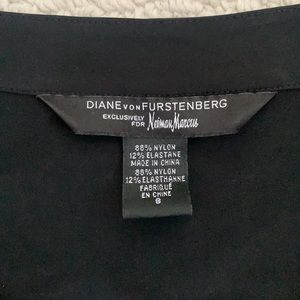 DIANE VON FURSTENBERG
EXCLUSIVELY FOR Neiman Marcus
88% NYLON
12% ELASTANE
MADE IN CHINA
88% NYLON
12% ELASTHANNE
FABRIQUÉ
EN CHINE
8